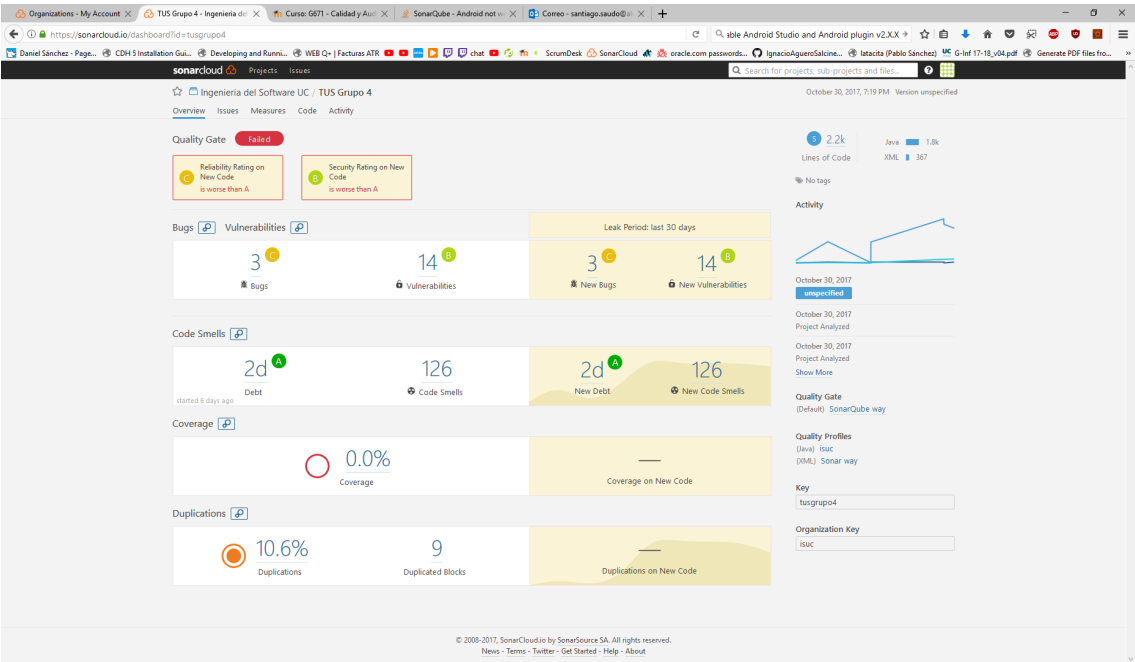 Organizations - My Account
TUS Grupo 4 - Ingenieria del
Curso: G671 - Calidad y Aud
SonarQube - Android not w
Correo - santiago.saudo@al
https://sonarcloud.io/dashboard?id=tusgrupo4
ible Android Studio and Android plugin v2.X.X
Daniel Sánchez - Page... CDH 5 Installation Gui... Developing and Runni... WEB Q+ | Facturas ATR chat ScrumDesk SonarCloud oracle.com passwords... IgnacioAgueroSalcine... latacita (Pablo Sánchez) G-Inf 17-18_v04.pdf Generate PDF files fro...
sonarcloud Projects Issues
Search for projects, sub-projects and files...
Ingenieria del Software UC / TUS Grupo 4
October 30, 2017, 7:19 PM Version unspecified
Overview Issues Measures Code Activity
Quality Gate Failed
C Reliability Rating on
New Code
is worse than A
B Security Rating on New
Code
is worse than A
Bugs Vulnerabilities
Leak Period: last 30 days
3 C
Bugs
14 B
Vulnerabilities
3 C
New Bugs
14 B
New Vulnerabilities
Code Smells
2d A
Debt
started 6 days ago
126
Code Smells
2d A
New Debt
126
New Code Smells
Coverage
0.0%
Coverage
—
Coverage on New Code
Duplications
10.6%
Duplications
9
Duplicated Blocks
—
Duplications on New Code
S 2.2k
Lines of Code
Java 1.8k
XML 367
No tags
Activity
October 30, 2017
unspecified
October 30, 2017
Project Analyzed
October 30, 2017
Project Analyzed
Show More
Quality Gate
(Default) SonarQube way
Quality Profiles
(Java) isuc
(XML) Sonar way
Key
tusgrupo4
Organization Key
isuc
© 2008-2017, SonarCloud.io by SonarSource SA. All rights reserved.
News - Terms - Twitter - Get Started - Help - About